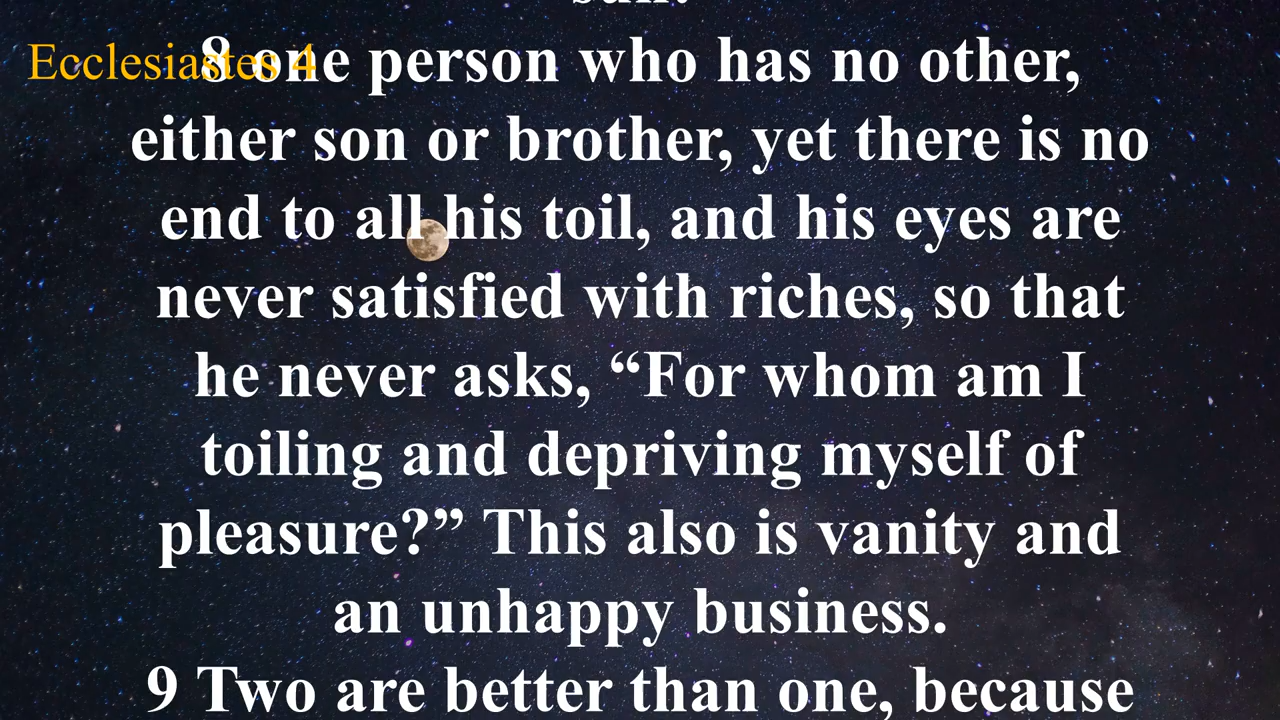 sun:
Ecclesiastes 4
8 one person who has no other,
either son or brother, yet there is no
end to all his toil, and his eyes are
never satisfied with riches, so that
he never asks, “For whom am I
toiling and depriving myself of
pleasure?” This also is vanity and
an unhappy business.
9 Two are better than one, because